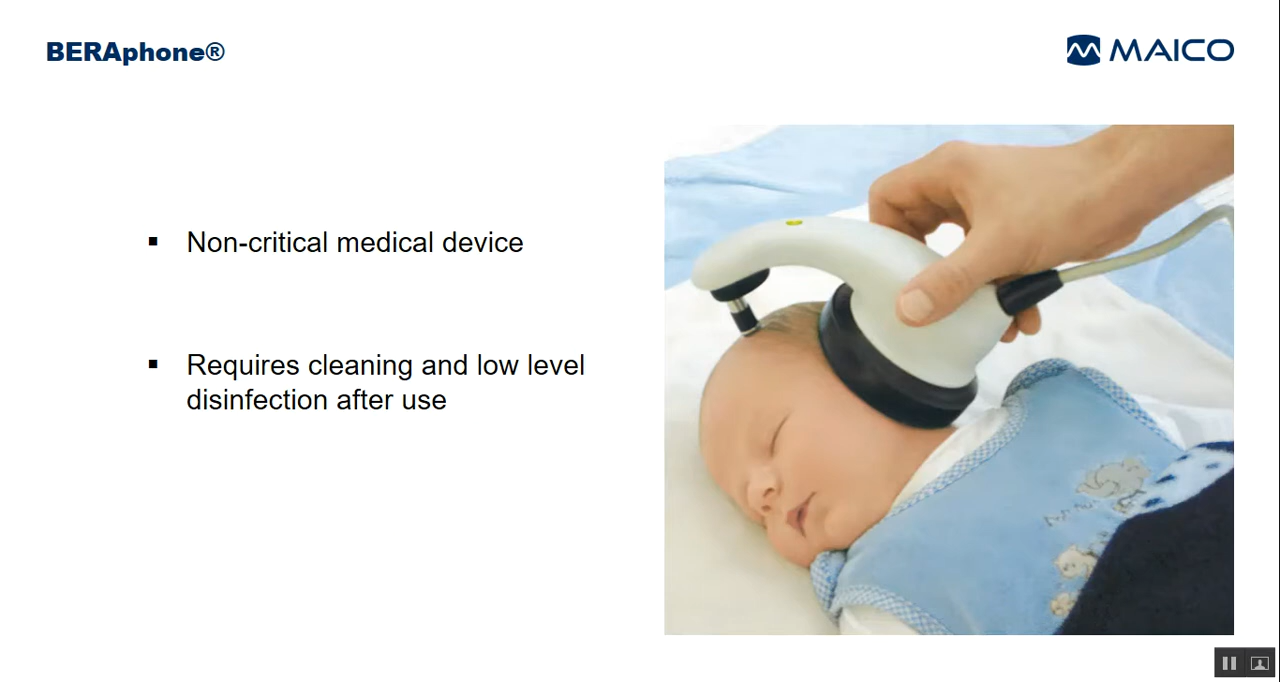 BERAphone®
MAICO
▪ Non-critical medical device
▪ Requires cleaning and low level
disinfection after use